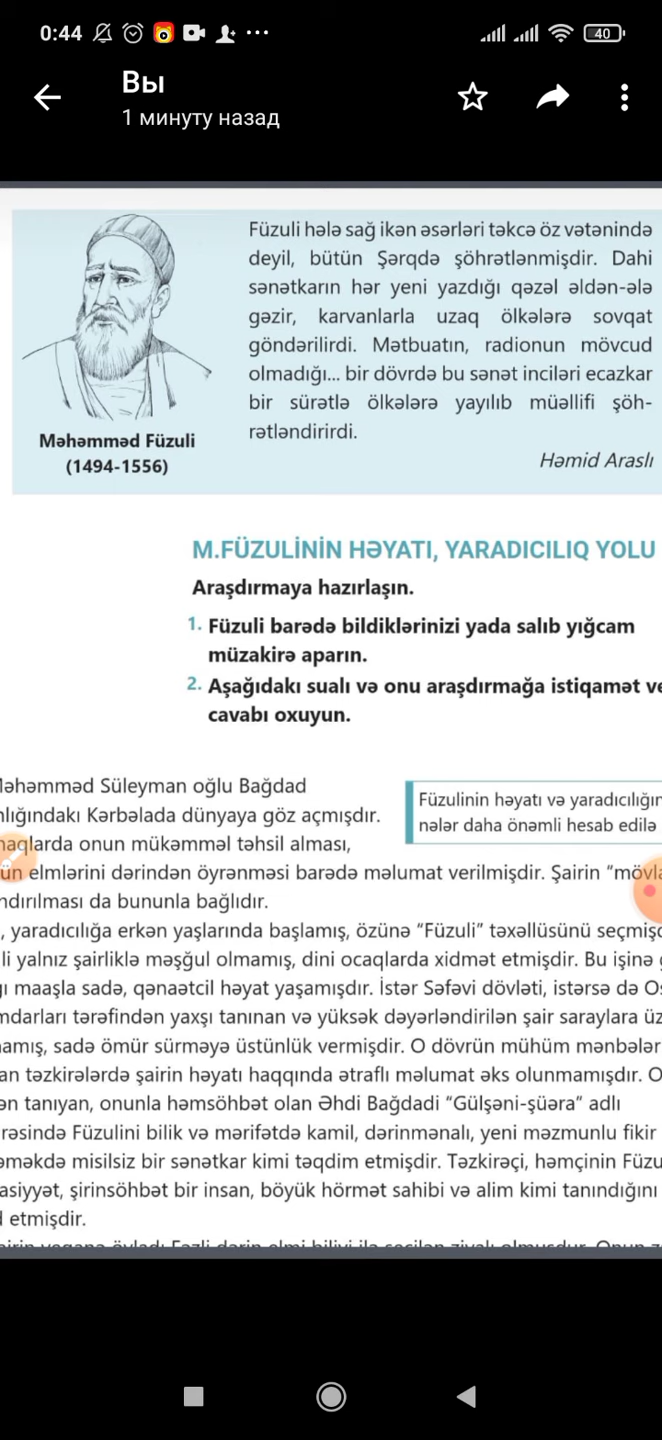 0:44
40
Вы
1 минуту назад
Füzuli hələ sağ ikən əsərləri təkcə öz vətənində
deyil, bütün Şərqdə şöhrətlənmişdir. Dahi
sənətkarın hər yeni yazdığı qəzəl əldən-ələ
gəzir, karvanlarla uzaq ölkələrə sovqat
göndərilirdi. Mətbuatın, radionun mövcud
olmadığı... bir dövrdə bu sənət inciləri ecazkar
bir sürətlə ölkələrə yayılıb müəllifi şöh-
rətləndirirdi.
Həmid Araslı
Məhəmməd Füzuli
(1494-1556)
M.FÜZULİNİN HƏYATI, YARADICILIQ YOLU
Araşdırmaya hazırlaşın.
1. Füzuli barədə bildiklərinizi yada salıb yığcam
müzakirə aparın.
2. Aşağıdakı sualı və onu araşdırmağa istiqamət ve
cavabı oxuyun.
Məhəmməd Süleyman oğlu Bağdad
nlığındakı Kərbəlada dünyaya göz açmışdır.
naqlarda onun mükəmməl təhsil alması,
ün elmlərini dərindən öyrənməsi barədə məlumat verilmişdir. Şairin “mövla
ndırılması da bununla bağlıdır.
Füzulinin həyatı və yaradıcılığın
nələr daha önəmli hesab edilə
, yaradıcılığa erkən yaşlarında başlamış, özünə “Füzuli” təxəllüsünü seçmişd
li yalnız şairliklə məşğul olmamış, dini ocaqlarda xidmət etmişdir. Bu işinə g
ğı maaşla sadə, qənaətcil həyat yaşamışdır. İstər Səfəvi dövləti, istərsə də Os
mdarları tərəfindən yaxşı tanınan və yüksək dəyərləndirilən şair saraylara üz
mamış, sadə ömür sürməyə üstünlük vermişdir. O dövrün mühüm mənbələr
an təzkirələrdə şairin həyatı haqqında ətraflı məlumat əks olunmamışdır. O
ən tanıyan, onunla həmsöhbət olan Əhdi Bağdadi “Gülşəni-şüəra” adlı
rəsində Füzulini bilik və mərifətdə kamil, dərinmənalı, yeni məzmunlu fikir
əməkdə misilsiz bir sənətkar kimi təqdim etmişdir. Təzkirəçi, həmçinin Füzu
asiyyət, şirinsöhbət bir insan, böyük hörmət sahibi və alim kimi tanındığını
d etmişdir.